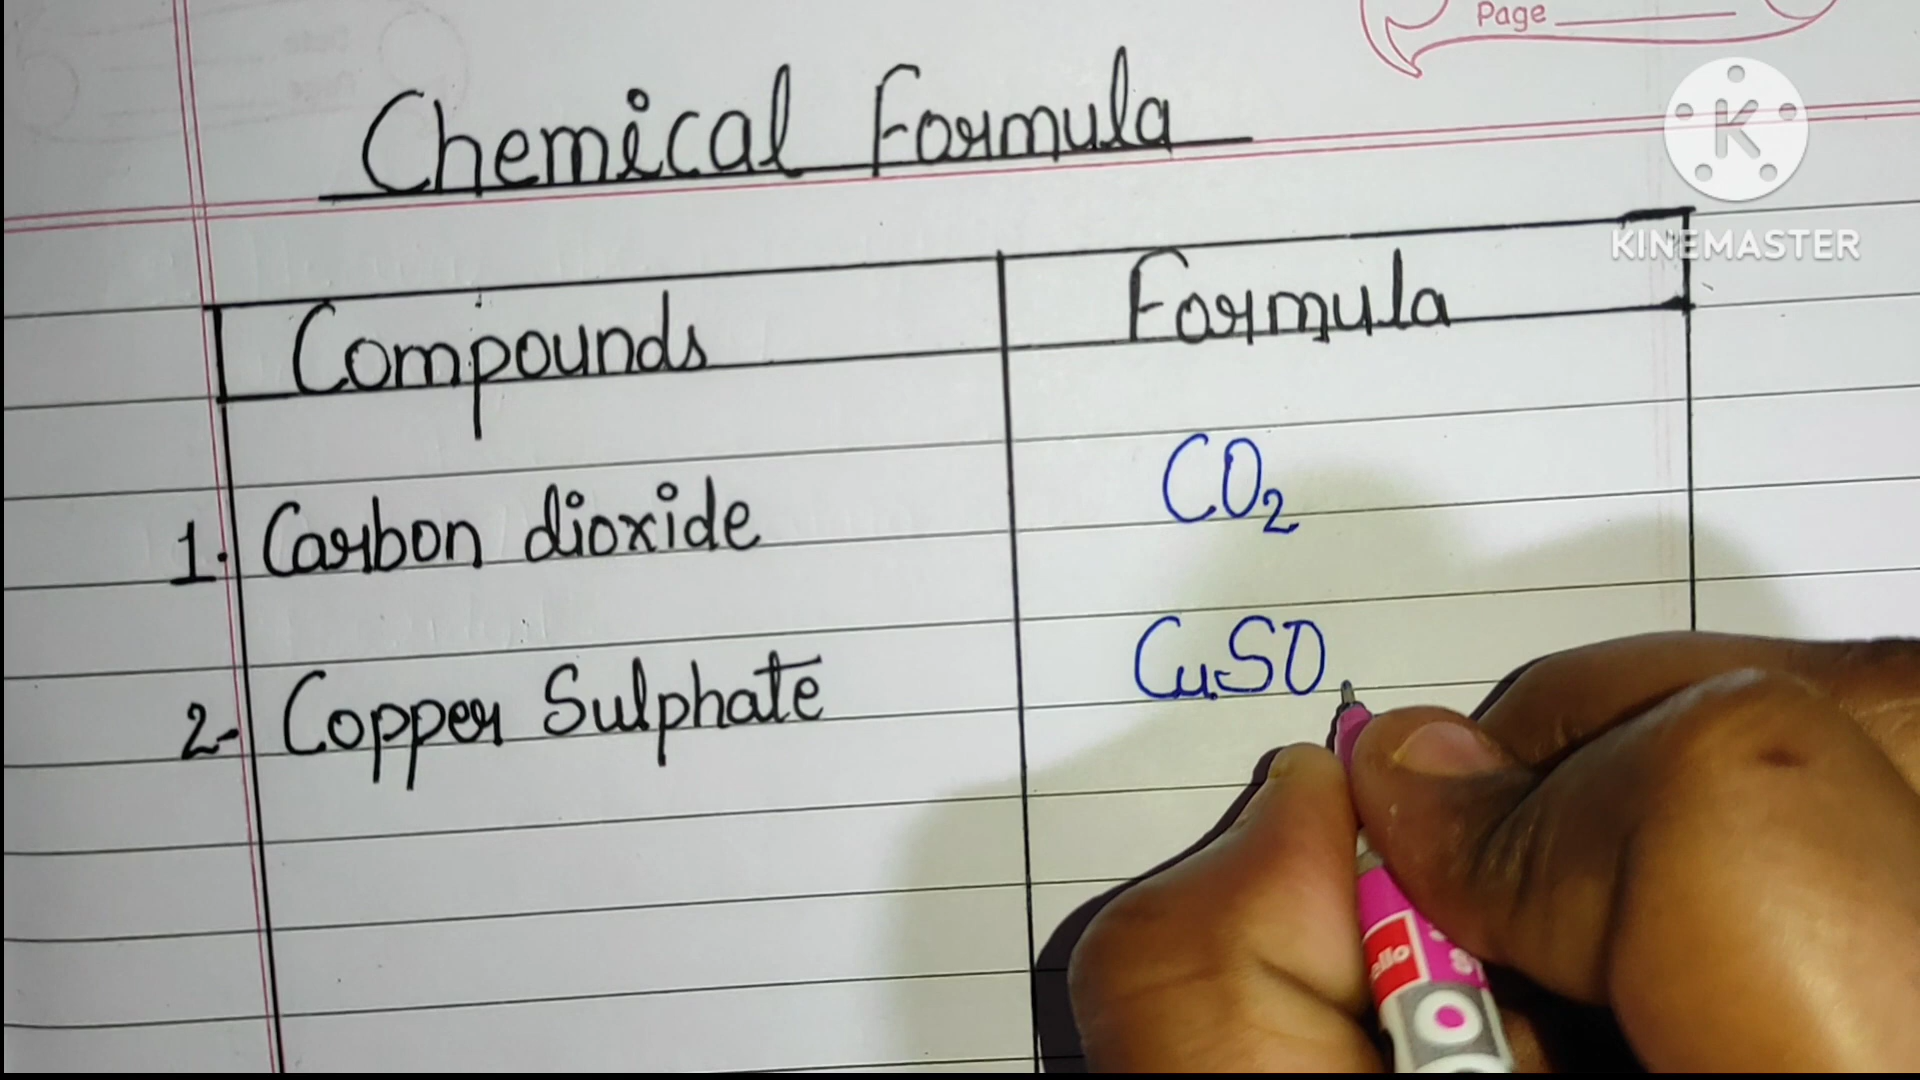 Page
Chemical Formula
KINEMASTER
Compounds Formula
1. Carbon dioxide CO₂
2- Copper Sulphate CuSO